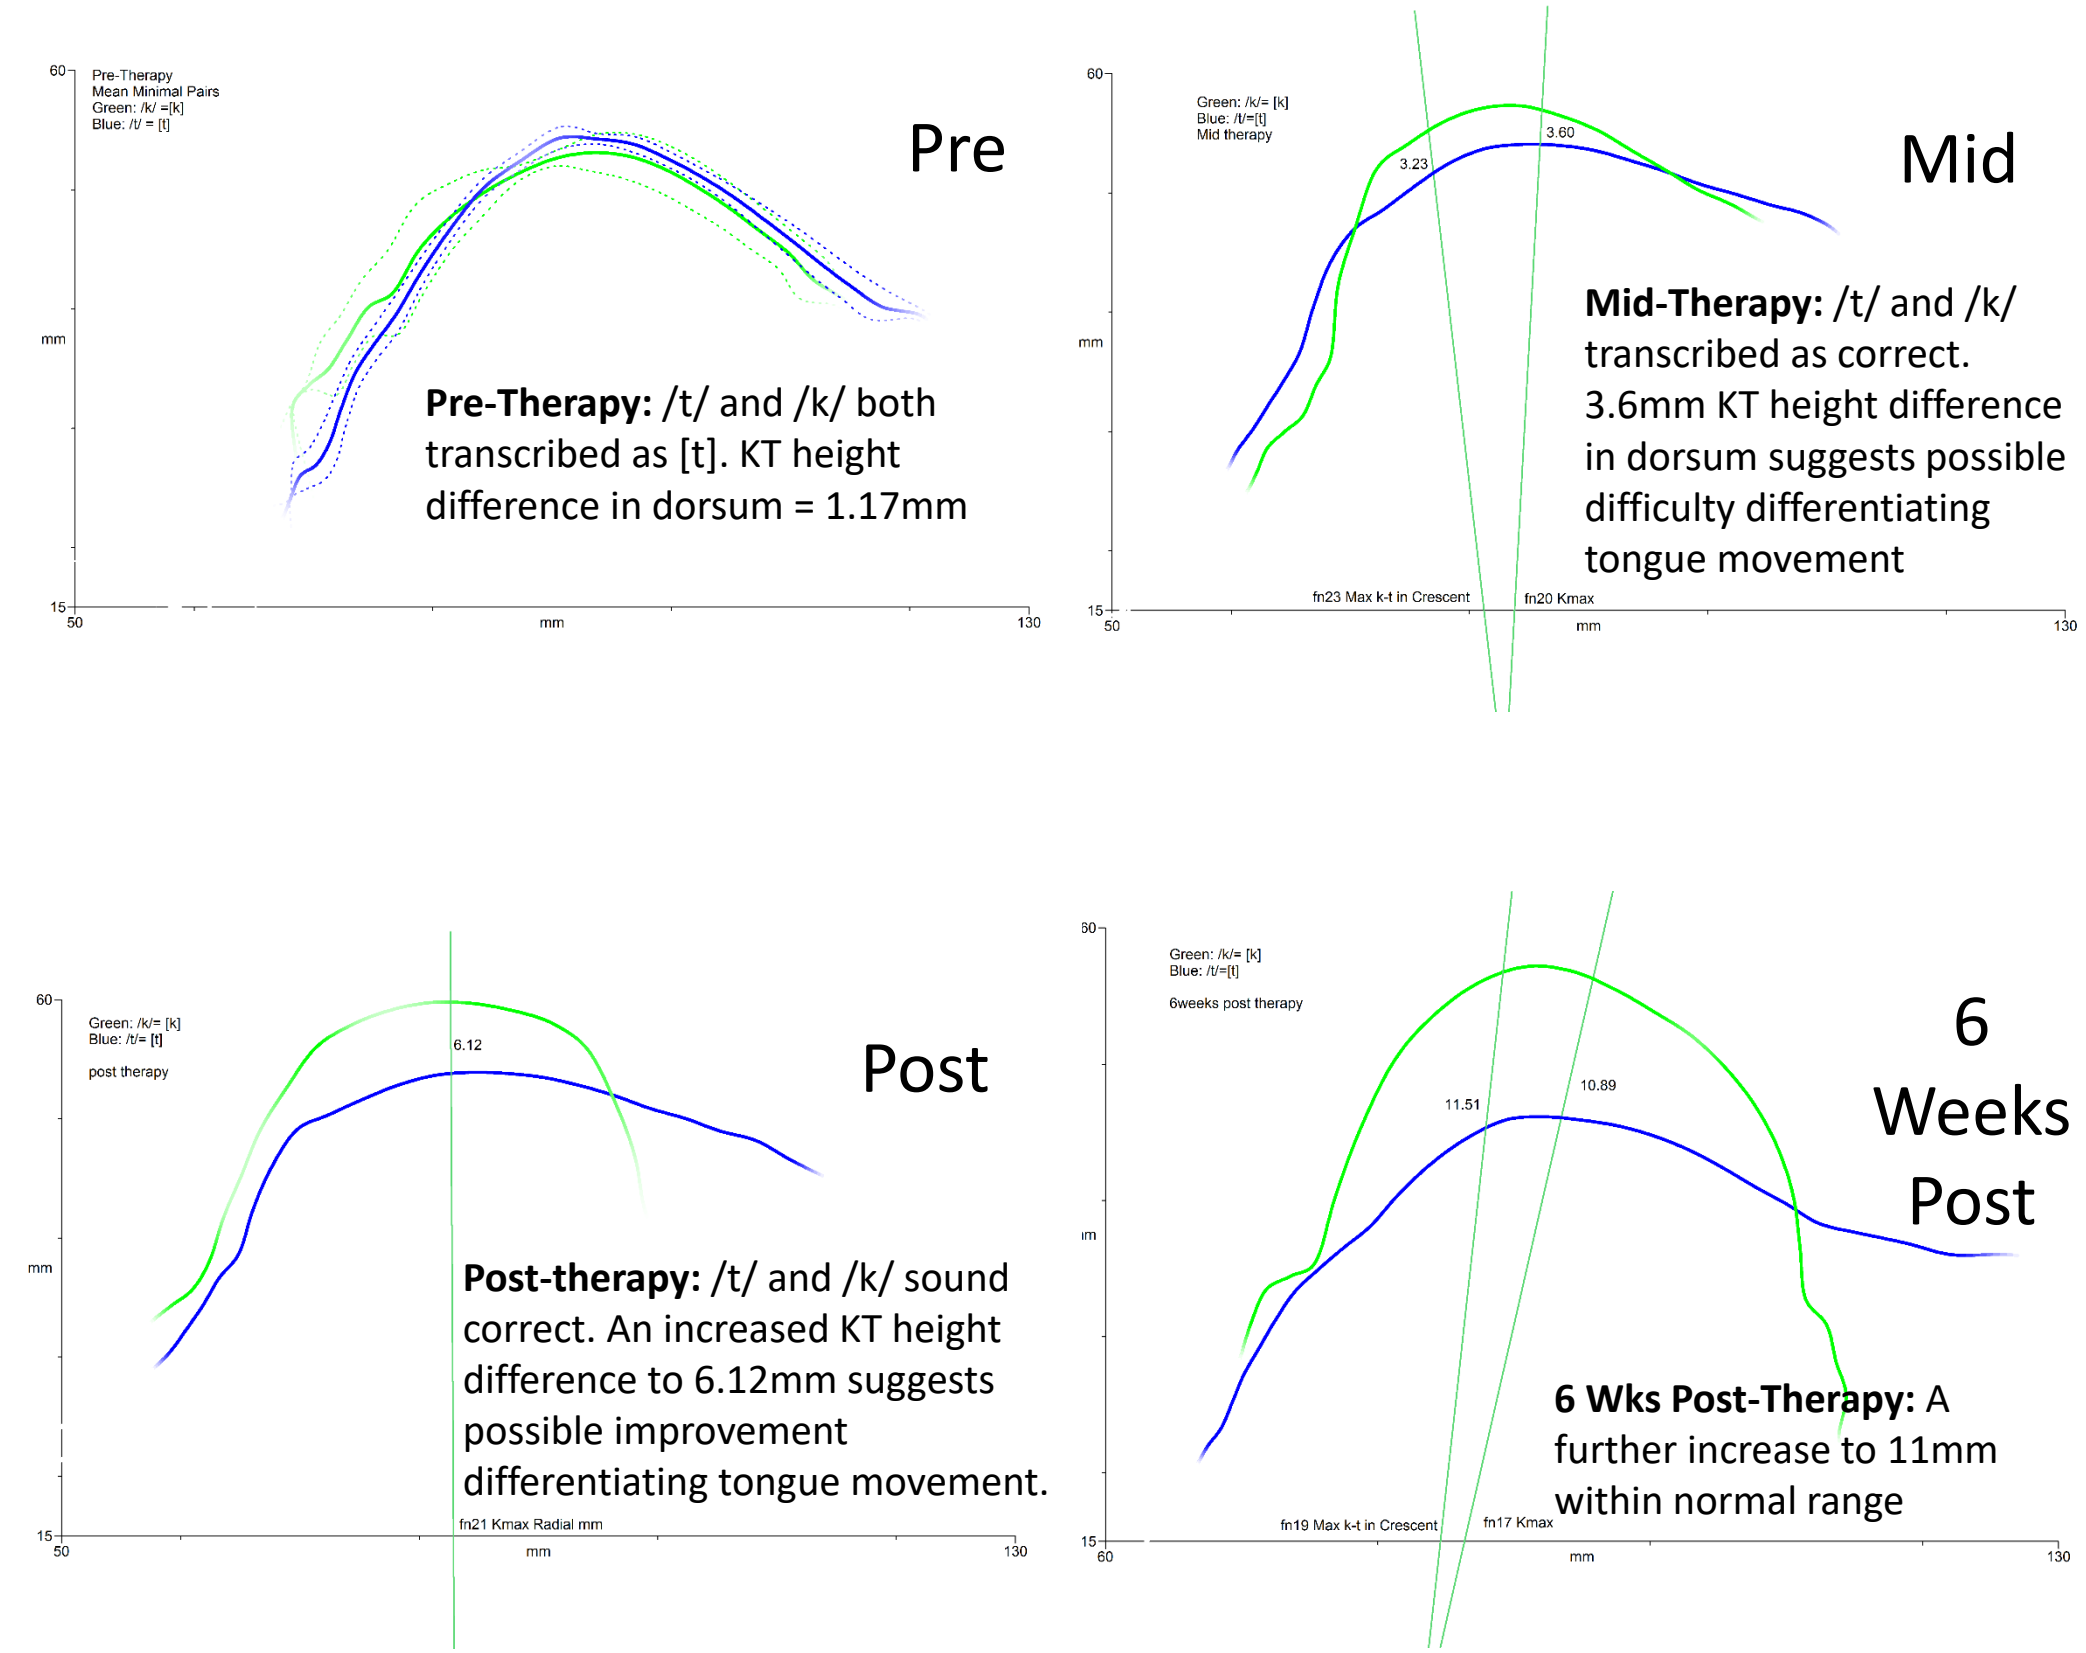 60
Pre-Therapy
Mean Minimal Pairs
Green: /k/ =[k]
Blue: /t/ = [t]
Pre
mm
Pre-Therapy: /t/ and /k/ both
transcribed as [t]. KT height
difference in dorsum = 1.17mm
15
50
mm
130
60
Green: /k/= [k]
Blue: /t/=[t]
Mid therapy
3.60
3.23
Mid
mm
Mid-Therapy: /t/ and /k/
transcribed as correct.
3.6mm KT height difference
in dorsum suggests possible
difficulty differentiating
tongue movement
fn23 Max k-t in Crescent
fn20 Kmax
15
50
mm
130
60
Green: /k/= [k]
Blue: /t/= [t]
post therapy
6.12
Post
mm
Post-therapy: /t/ and /k/ sound
correct. An increased KT height
difference to 6.12mm suggests
possible improvement
differentiating tongue movement.
fn21 Kmax Radial mm
15
50
mm
130
60
Green: /k/= [k]
Blue: /t/=[t]
6weeks post therapy
6
Weeks
Post
11.51
10.89
mm
6 Wks Post-Therapy: A
further increase to 11mm
within normal range
fn19 Max k-t in Crescent
fn17 Kmax
15
60
mm
130